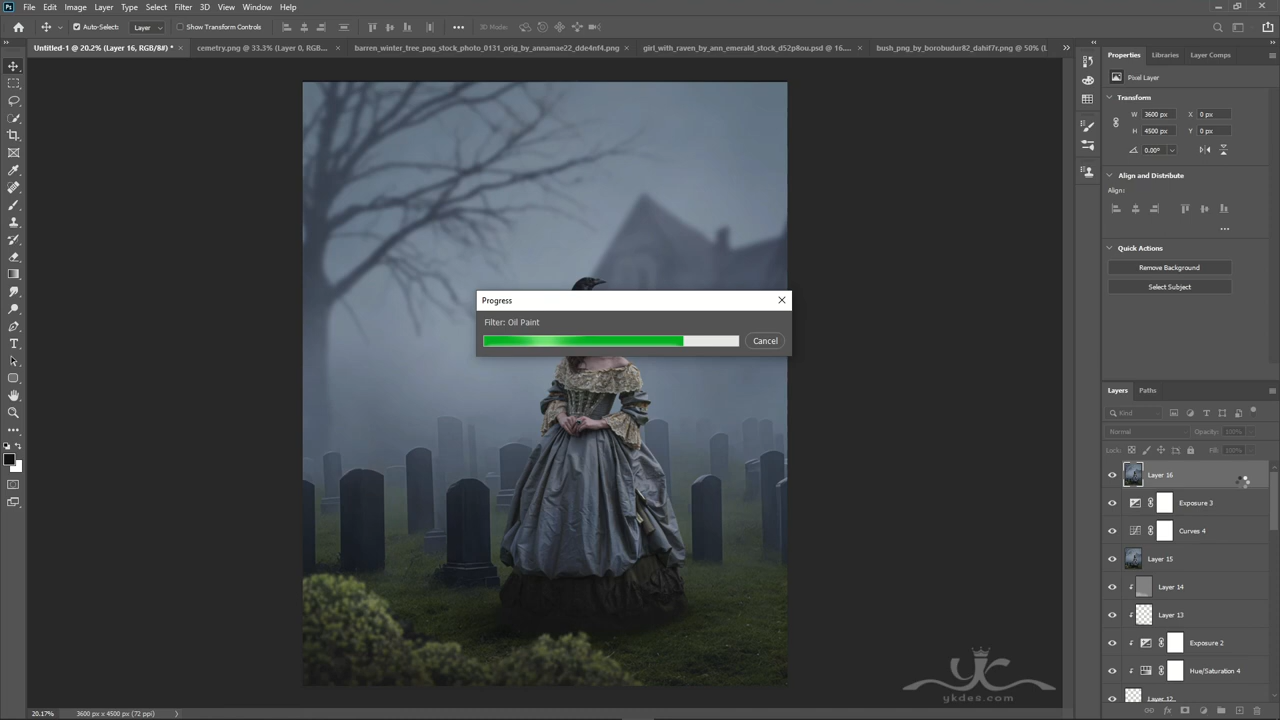 File Edit Image Layer Type Select Filter 3D View Window Help
Auto-Select: Layer Show Transform Controls 3D Mode:
Untitled-1 @ 20.2% (Layer 16, RGB/8#) * cemetry.png @ 33.3% (Layer 0, RGB... barren_winter_tree_png_stock_photo_0131_orig_by_annamae22_dde4nf4.png girl_with_raven_by_ann_emerald_stock_d52p8ou.psd @ 16.... bush_png_by_borobudur82_dahif7r.png @ 50% (L
Properties Libraries Layer Comps
Pixel Layer
Transform
W 3600 px X 0 px
H 4500 px Y 0 px
0.00°
Align and Distribute
Align:
Quick Actions
Remove Background
Select Subject
Progress
Filter: Oil Paint
Cancel
Layers Paths
Kind
Normal Opacity: 100%
Lock: Fill: 100%
Layer 16
Exposure 3
Curves 4
Layer 15
Layer 14
Layer 13
Exposure 2
Hue/Saturation 4
Layer 12
ykdes.com
20.17% 3600 px x 4500 px (72 ppi)